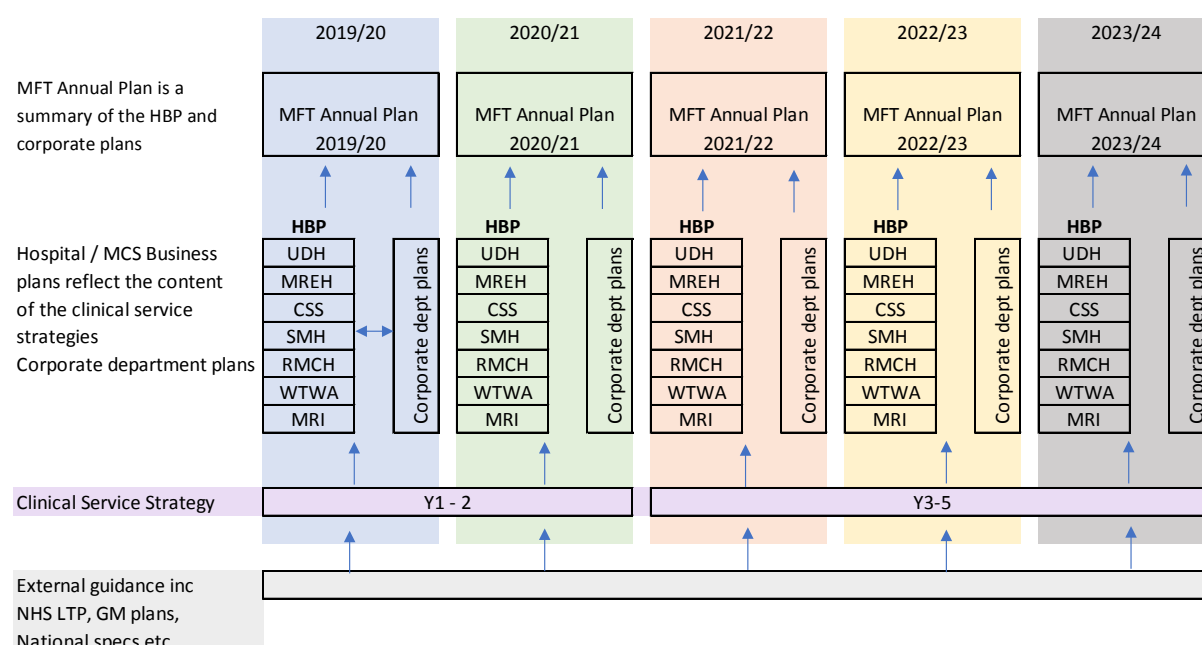 2019/20 2020/21 2021/22 2022/23 2023/24
MFT Annual Plan is a
summary of the HBP and
corporate plans
MFT Annual Plan MFT Annual Plan MFT Annual Plan MFT Annual Plan MFT Annual Plan
2019/20 2020/21 2021/22 2022/23 2023/24
HBP HBP HBP HBP HBP
Hospital / MCS Business
plans reflect the content
of the clinical service
strategies
Corporate department plans
UDH UDH UDH UDH UDH
MREH MREH MREH MREH MREH
CSS CSS CSS CSS CSS
SMH SMH SMH SMH SMH
RMCH RMCH RMCH RMCH RMCH
WTWA WTWA WTWA WTWA WTWA
MRI MRI MRI MRI MRI
Corporate dept plans
Corporate dept plans
Corporate dept plans
Corporate dept plans
Corporate dept plans
Clinical Service Strategy Y1 - 2 Y3-5
External guidance inc
NHS LTP, GM plans,
National specs etc